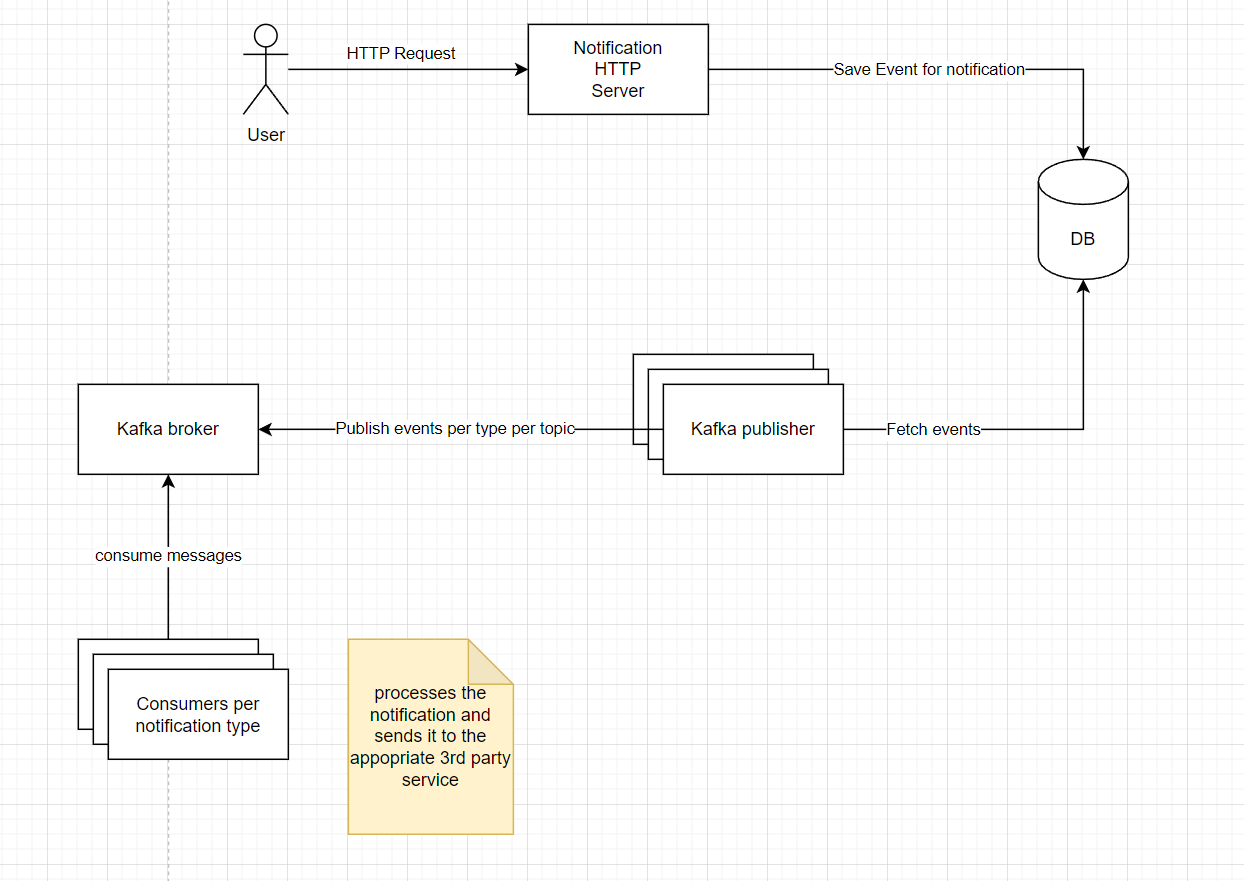 HTTP Request
Notification
HTTP
Server
Save Event for notification
User
DB
Kafka broker
Publish events per type per topic
Kafka publisher
Fetch events
consume messages
Consumers per
notification type
processes the
notification and
sends it to the
appopriate 3rd party
service